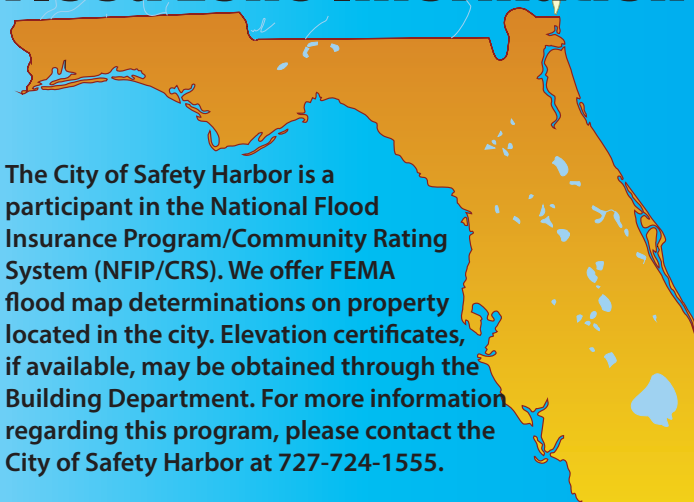 Flood Zone Information
The City of Safety Harbor is a
participant in the National Flood
Insurance Program/Community Rating
System (NFIP/CRS). We offer FEMA
flood map determinations on property
located in the city. Elevation certificates,
if available, may be obtained through the
Building Department. For more information
regarding this program, please contact the
City of Safety Harbor at 727-724-1555.